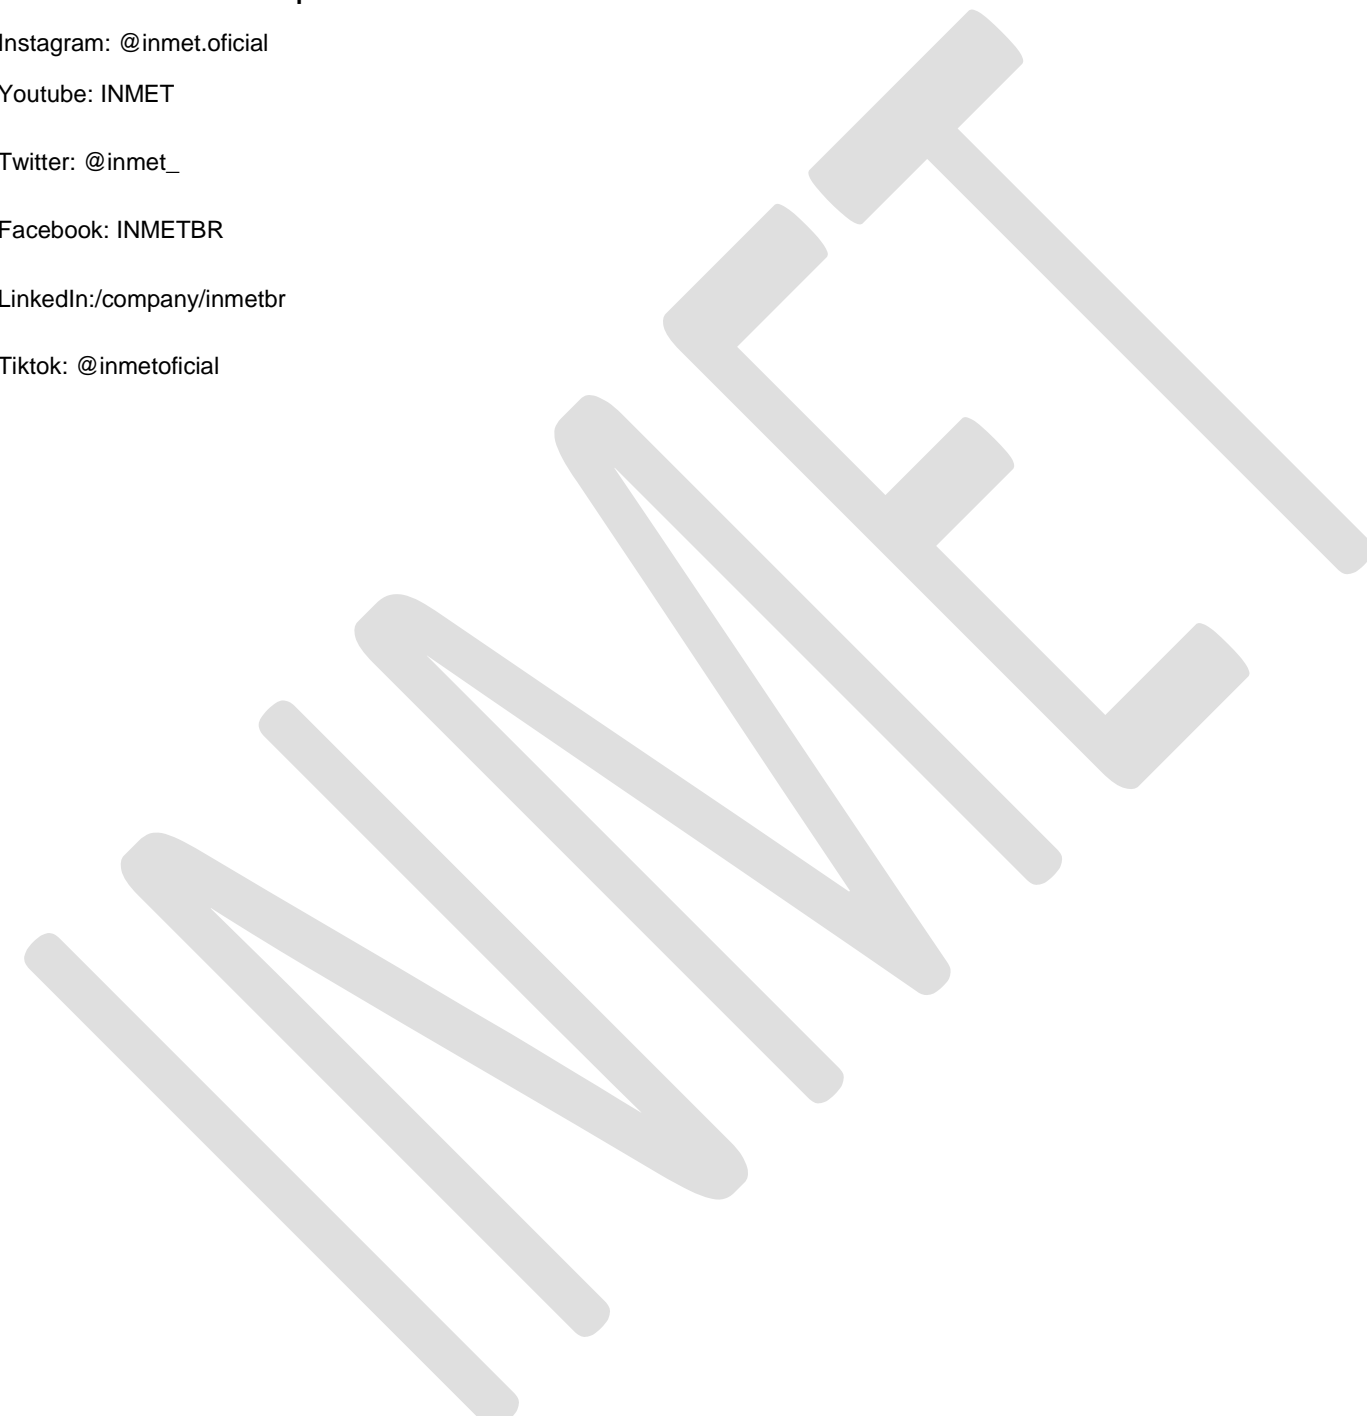 Instagram: @inmet.oficial
Youtube: INMET
Twitter: @inmet_
Facebook: INMETBR
LinkedIn:/company/inmetbr
Tiktok: @inmetoficial
INMET